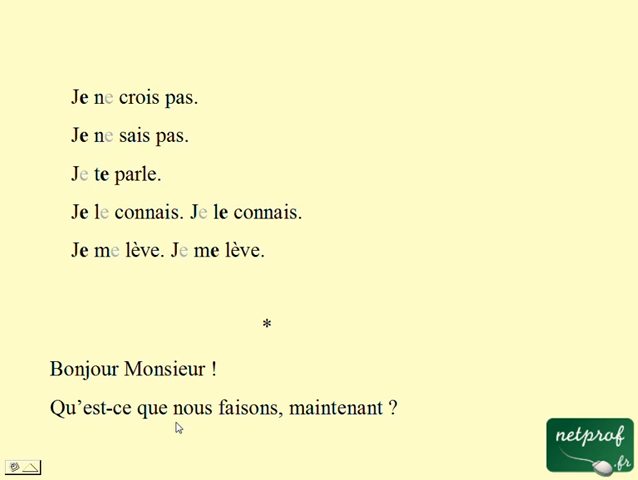 Je ne crois pas.
Je ne sais pas.
Je te parle.
Je le connais. Je le connais.
Je me lève. Je me lève.
*
Bonjour Monsieur !
Qu’est-ce que nous faisons, maintenant ?
netprof
.fr